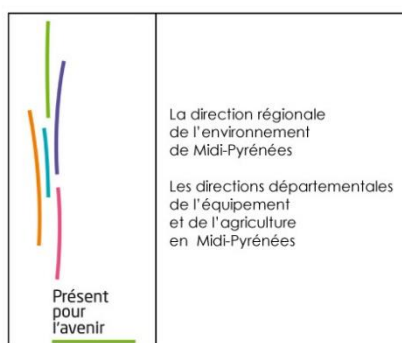 La direction régionale
de l'environnement
de Midi-Pyrénées
Les directions départementales
de l'équipement
et de l'agriculture
en Midi-Pyrénées
Présent
pour
l'avenir